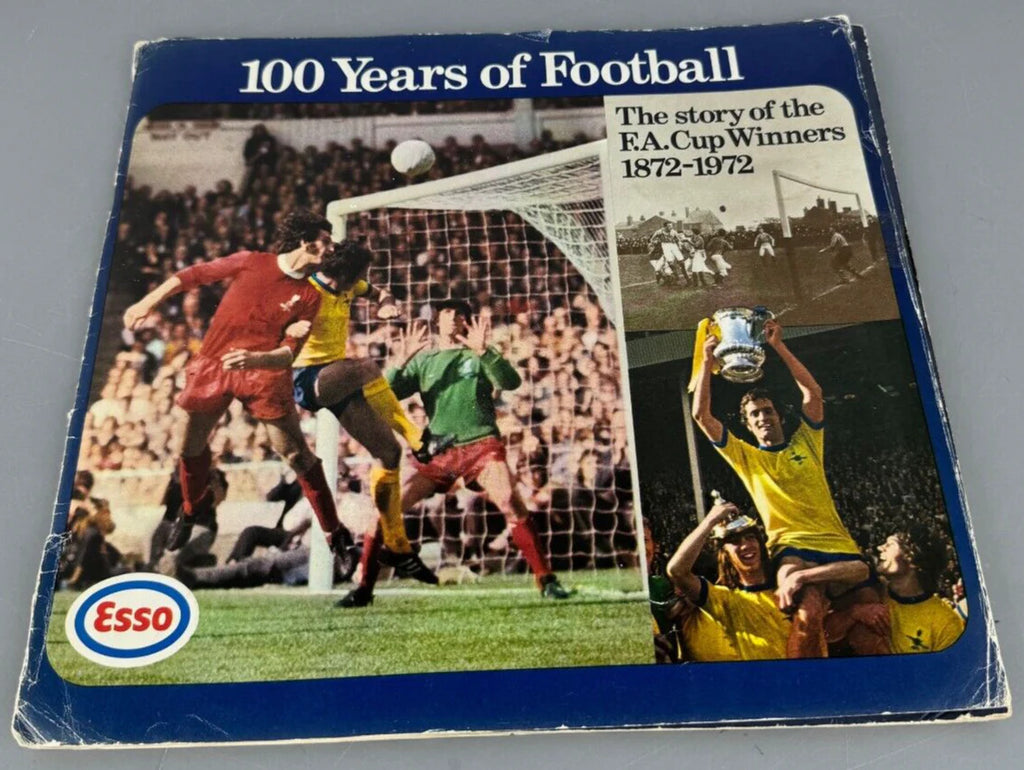 100 Years of Football
The story of the
F.A. Cup Winners
1872-1972
Esso